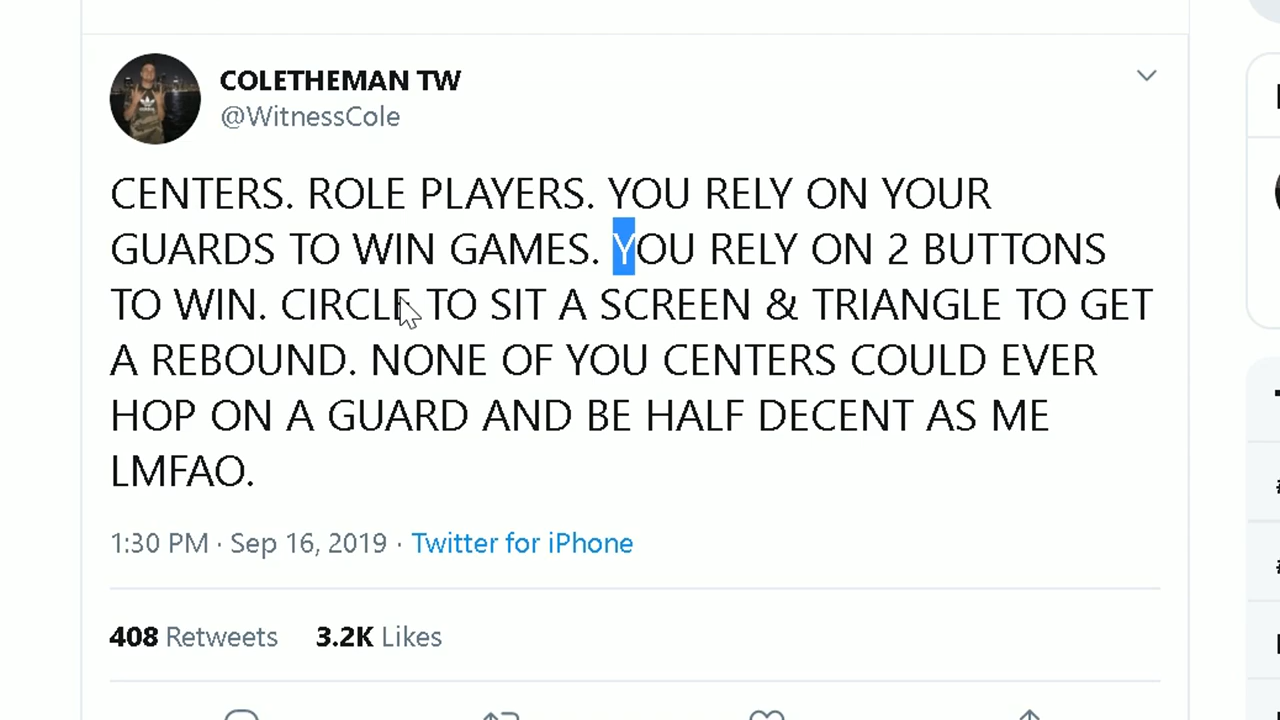 COLETHEMAN TW
@WitnessCole
CENTERS. ROLE PLAYERS. YOU RELY ON YOUR
GUARDS TO WIN GAMES. YOU RELY ON 2 BUTTONS
TO WIN. CIRCLE TO SIT A SCREEN & TRIANGLE TO GET
A REBOUND. NONE OF YOU CENTERS COULD EVER
HOP ON A GUARD AND BE HALF DECENT AS ME
LMFAO.
1:30 PM · Sep 16, 2019 · Twitter for iPhone
408 Retweets 3.2K Likes